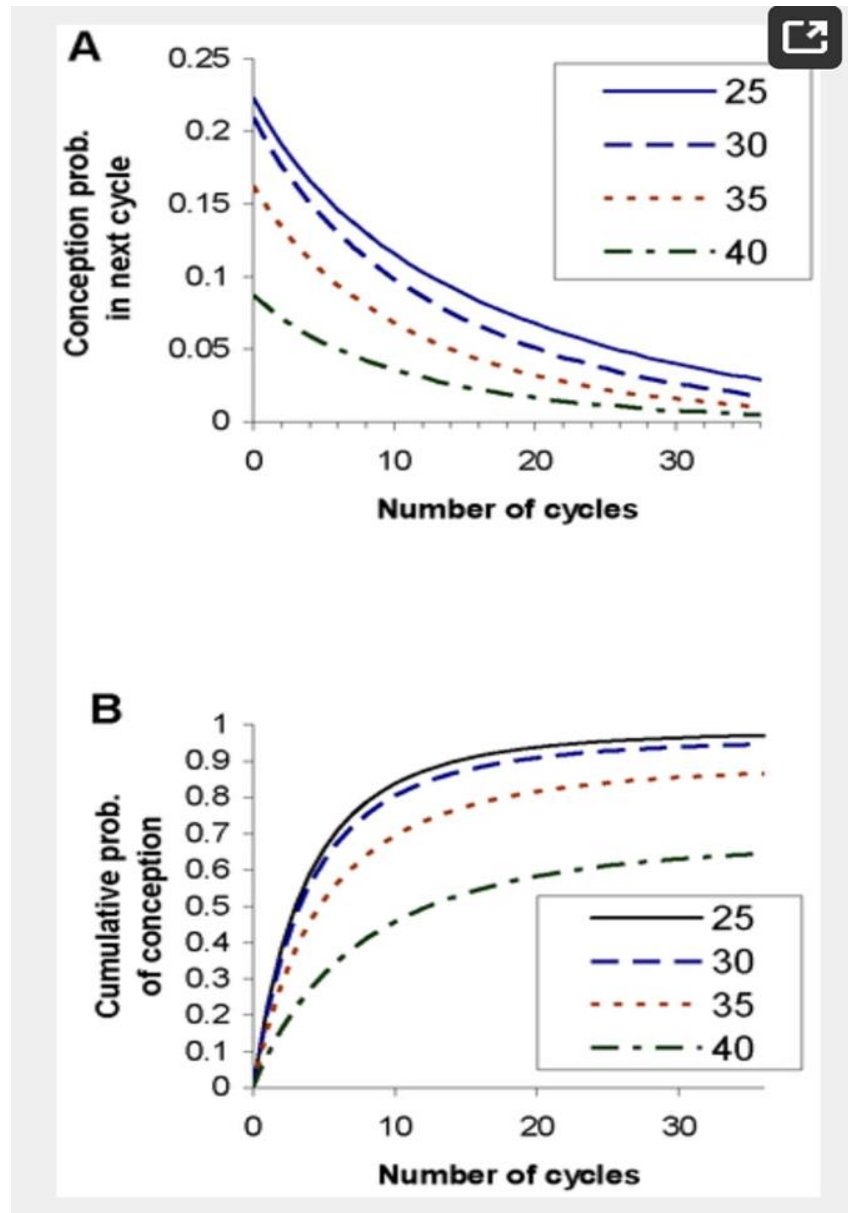 A
0.25
0.2
0.15
0.1
0.05
0
Conception prob.
in next cycle
25
30
35
40
0 10 20 30
Number of cycles
B
1
0.9
0.8
0.7
0.6
0.5
0.4
0.3
0.2
0.1
0
Cumulative prob.
of conception
25
30
35
40
0 10 20 30
Number of cycles